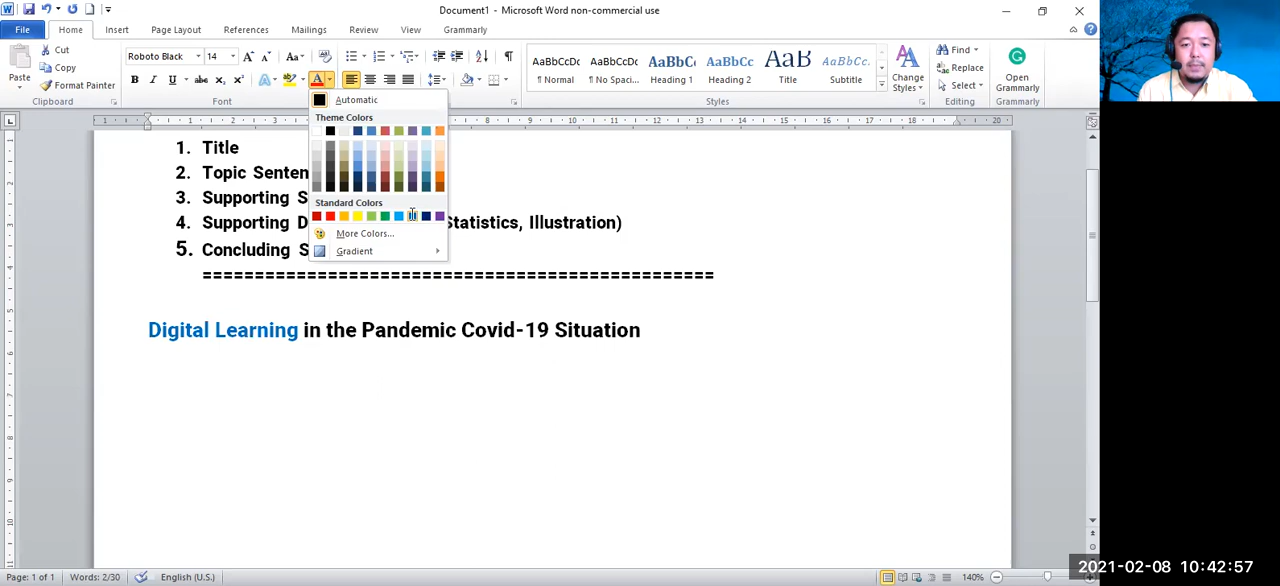 Document1 - Microsoft Word non-commercial use
File Home Insert Page Layout References Mailings Review View Grammarly
Paste
Cut
Copy
Format Painter
Clipboard
Roboto Black 14
Font
AaBbCcDc AaBbCcDc AaBbC AaBbCc AaB AaBbCc.
¶ Normal ¶ No Spaci... Heading 1 Heading 2 Title Subtitle
Styles
Change
Styles
Find
Replace
Select
Editing
Open
Grammarly
Grammarly
Automatic
Theme Colors
Standard Colors
More Colors...
Gradient
1. Title
2. Topic Senten
3. Supporting S
4. Supporting D Statistics, Illustration)
5. Concluding S
=================================================
Digital Learning in the Pandemic Covid-19 Situation
Page: 1 of 1 Words: 2/30 English (U.S.) 140%
2021-02-08 10:42:57